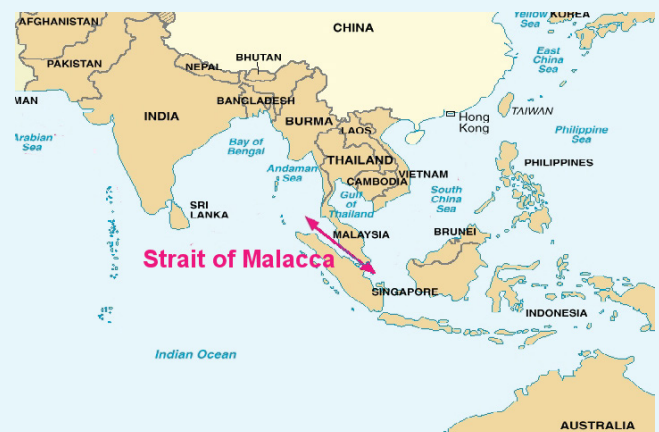 AFGHANISTAN
CHINA
Yellow
Sea
KOREA
PAKISTAN
NEPAL
BHUTAN
East
China
Sea
MAN
INDIA
BANGLADESH
BURMA
Hong
Kong
TAIWAN
Arabian
Sea
Bay of
Bengal
LAOS
Philippine
Sea
THAILAND
Andaman
Sea
CAMBODIA
VIETNAM
PHILIPPINES
SRI
LANKA
Gulf
of
Thailand
South
China
Sea
MALAYSIA
BRUNEI
Strait of Malacca
SINGAPORE
INDONESIA
Indian Ocean
AUSTRALIA